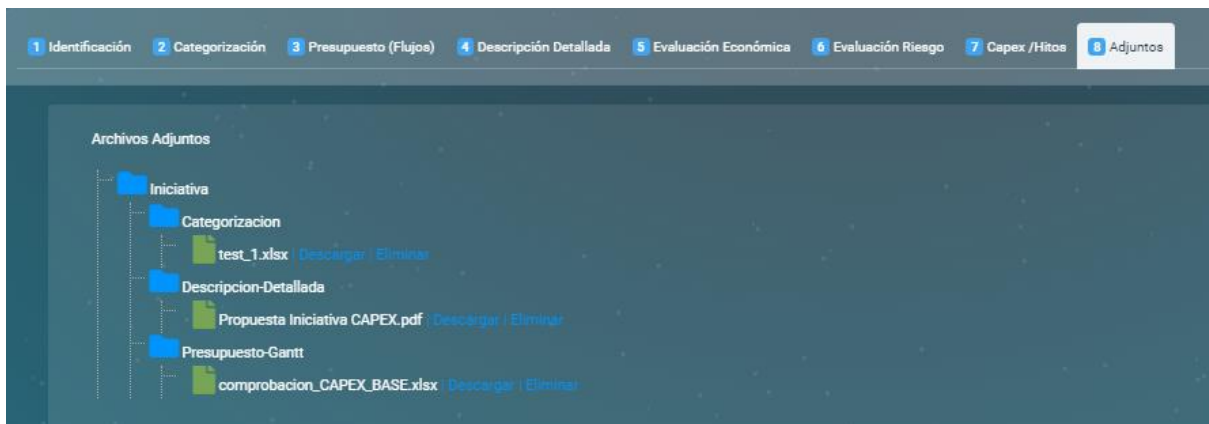 1 Identificación 2 Categorización 3 Presupuesto (Flujos) 4 Descripción Detallada 5 Evaluación Económica 6 Evaluación Riesgo 7 Capex /Hitos 8 Adjuntos
Archivos Adjuntos
Iniciativa
Categorizacion
test_1.xlsx | Descargar | Eliminar
Descripcion-Detallada
Propuesta Iniciativa CAPEX.pdf | Descargar | Eliminar
Presupuesto-Gantt
comprobacion_CAPEX_BASE.xlsx | Descargar | Eliminar